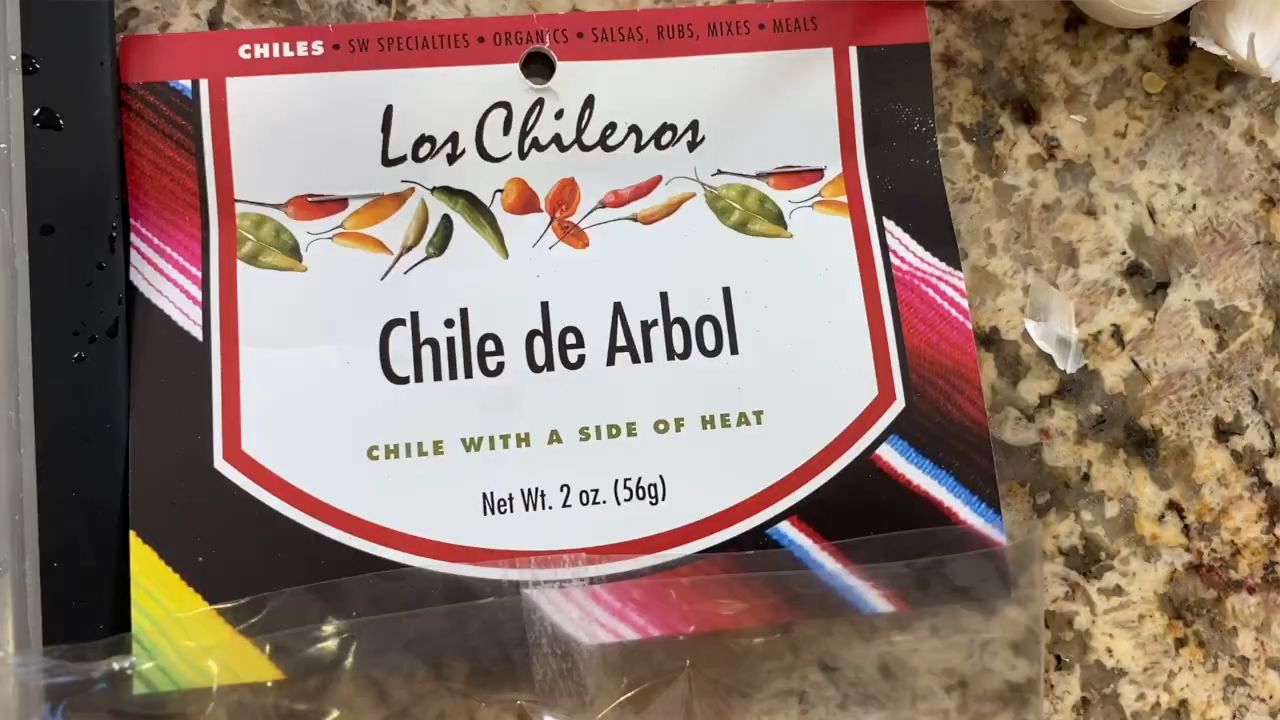 CHILES • SW SPECIALTIES • ORGANICS • SALSAS, RUBS, MIXES • MEALS
Los Chileros
Chile de Arbol
CHILE WITH A SIDE OF HEAT
Net Wt. 2 oz. (56g)